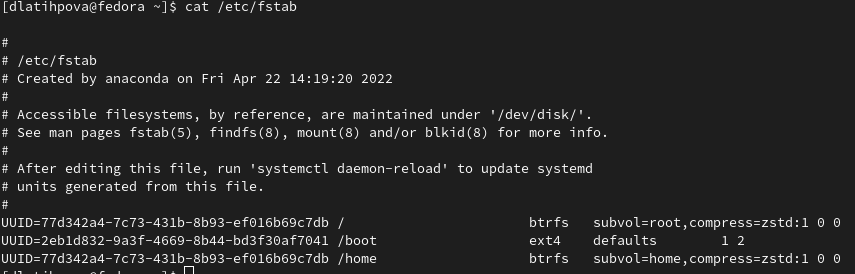 [dlatihpova@fedora ~]$ cat /etc/fstab
#
# /etc/fstab
# Created by anaconda on Fri Apr 22 14:19:20 2022
#
# Accessible filesystems, by reference, are maintained under '/dev/disk/'.
# See man pages fstab(5), findfs(8), mount(8) and/or blkid(8) for more info.
#
# After editing this file, run 'systemctl daemon-reload' to update systemd
# units generated from this file.
#
UUID=77d342a4-7c73-431b-8b93-ef016b69c7db / btrfs subvol=root,compress=zstd:1 0 0
UUID=2eb1d832-9a3f-4669-8b44-bd3f30af7041 /boot ext4 defaults 1 2
UUID=77d342a4-7c73-431b-8b93-ef016b69c7db /home btrfs subvol=home,compress=zstd:1 0 0
[dlatihpova@fedora ~]$